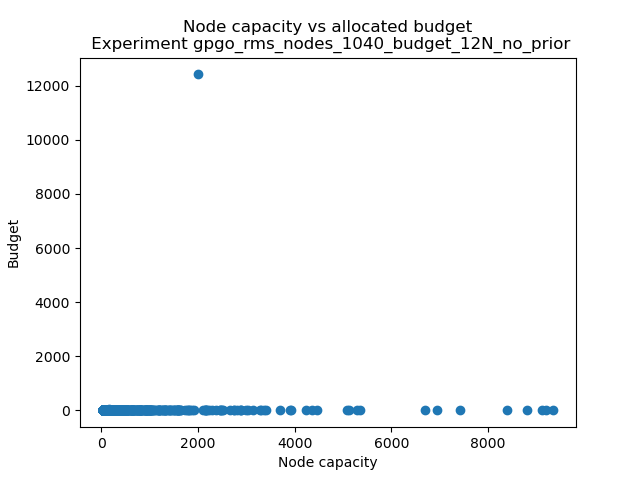 Node capacity vs allocated budget
Experiment gpgo_rms_nodes_1040_budget_12N_no_prior
12000
10000
8000
6000
4000
2000
0
Budget
0 2000 4000 6000 8000
Node capacity